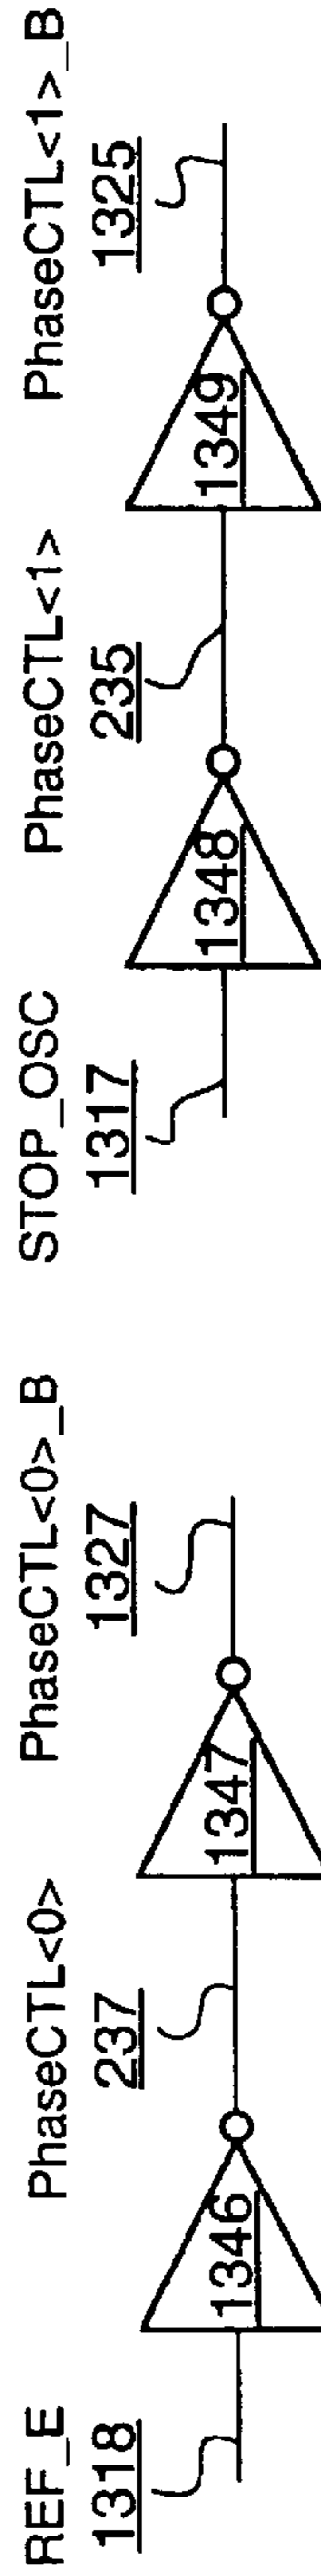 REF_E
1318
PhaseCTL<0>
237
PhaseCTL<0>_B
1327
STOP_OSC
1317
PhaseCTL<1>
235
PhaseCTL<1>_B
1325
1346
1347
1348
1349